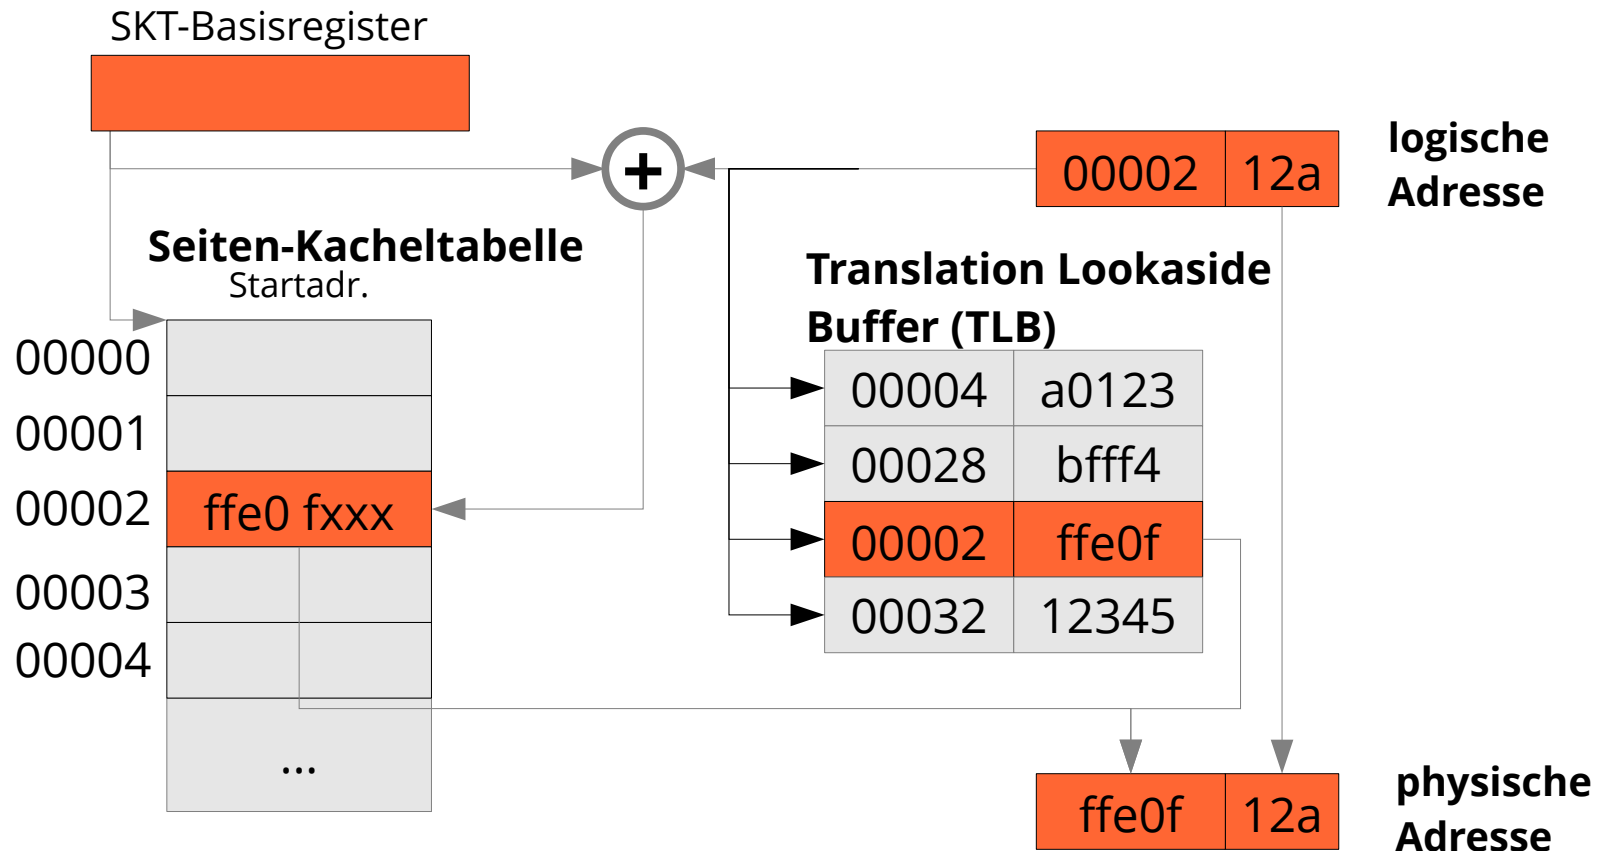 SKT-Basisregister
logische
Adresse
00002 12a
Seiten-Kacheltabelle
Startadr.
Translation Lookaside
Buffer (TLB)
00000
00001
00002 ffe0 fxxx
00003
00004
...
00004 a0123
00028 bfff4
00002 ffe0f
00032 12345
+
ffe0f 12a
physische
Adresse